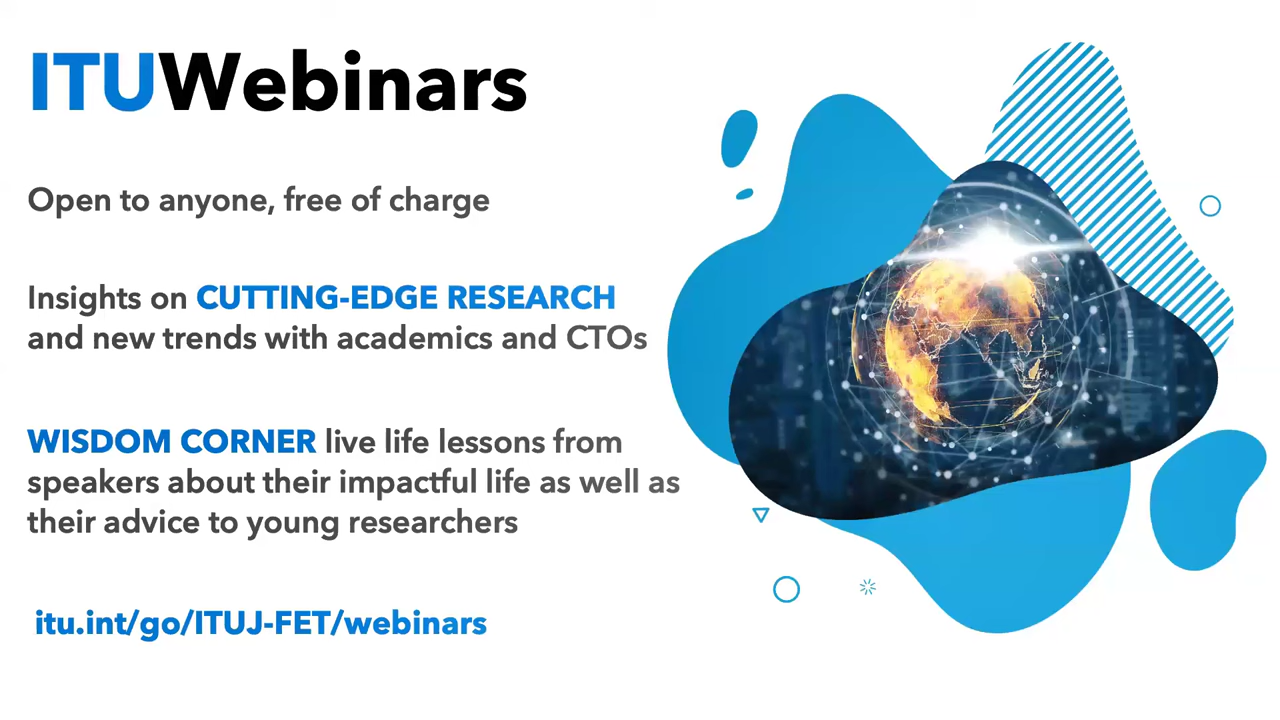 ITUWebinars
Open to anyone, free of charge
Insights on CUTTING-EDGE RESEARCH
and new trends with academics and CTOs
WISDOM CORNER live life lessons from
speakers about their impactful life as well as
their advice to young researchers
itu.int/go/ITUJ-FET/webinars